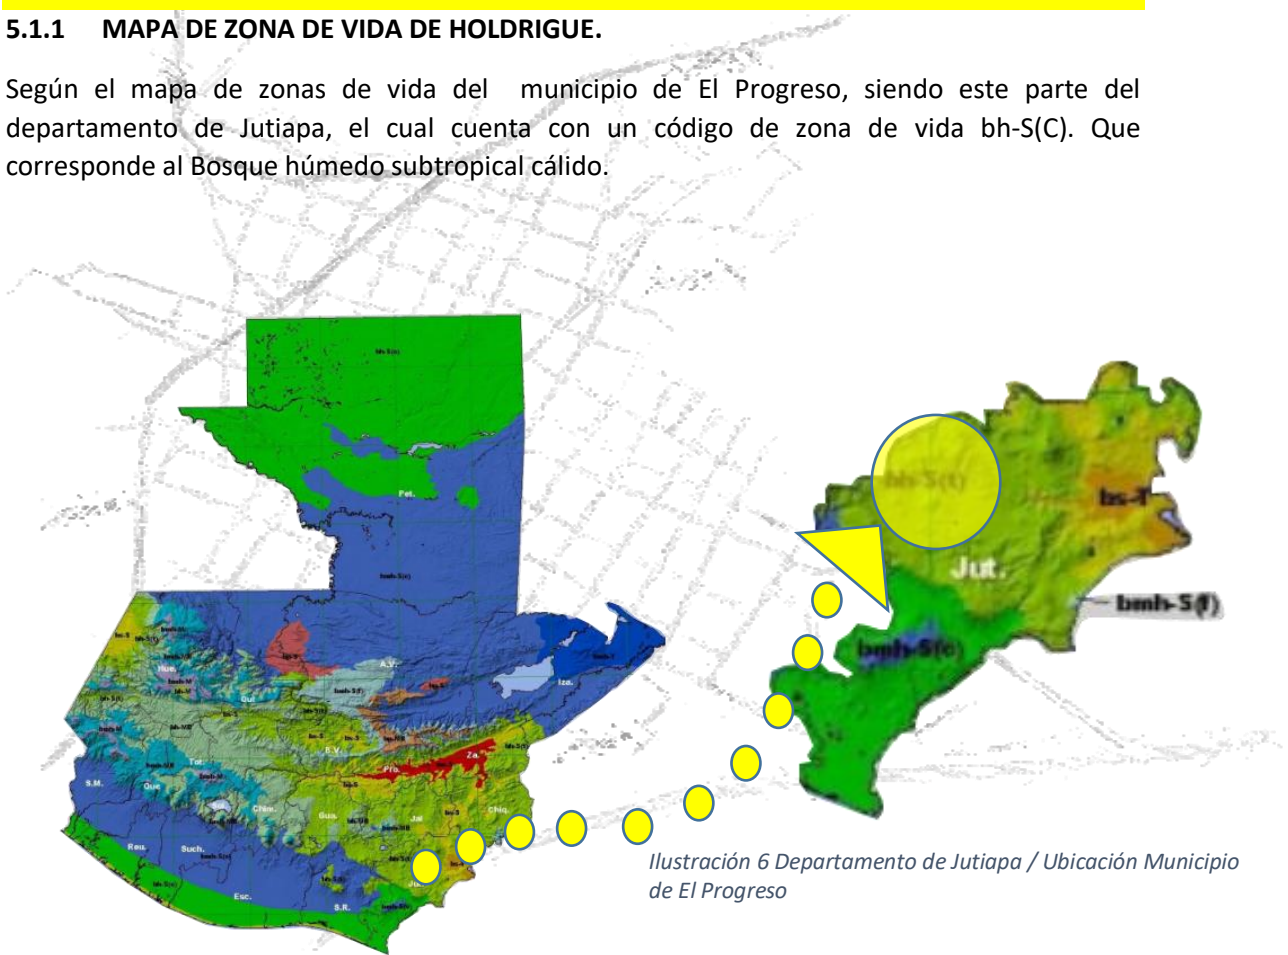 5.1.1 MAPA DE ZONA DE VIDA DE HOLDRIGUE.
Según el mapa de zonas de vida del municipio de El Progreso, siendo este parte del
departamento de Jutiapa, el cual cuenta con un código de zona de vida bh-S(C). Que
corresponde al Bosque húmedo subtropical cálido.
bh-S(c)
Pet.
bmh-S(c)
A.V.
Iza.
Hue.
Qui
B.V.
Pro.
Za.
Tot.
S.M.
Que
Chim.
Gua.
Jal
Chiq.
Reu.
Such.
Esc.
S.R.
bh-S(t)
bs-T
Jut.
bmh-S(f)
bmh-S(c)
Ilustración 6 Departamento de Jutiapa / Ubicación Municipio
de El Progreso